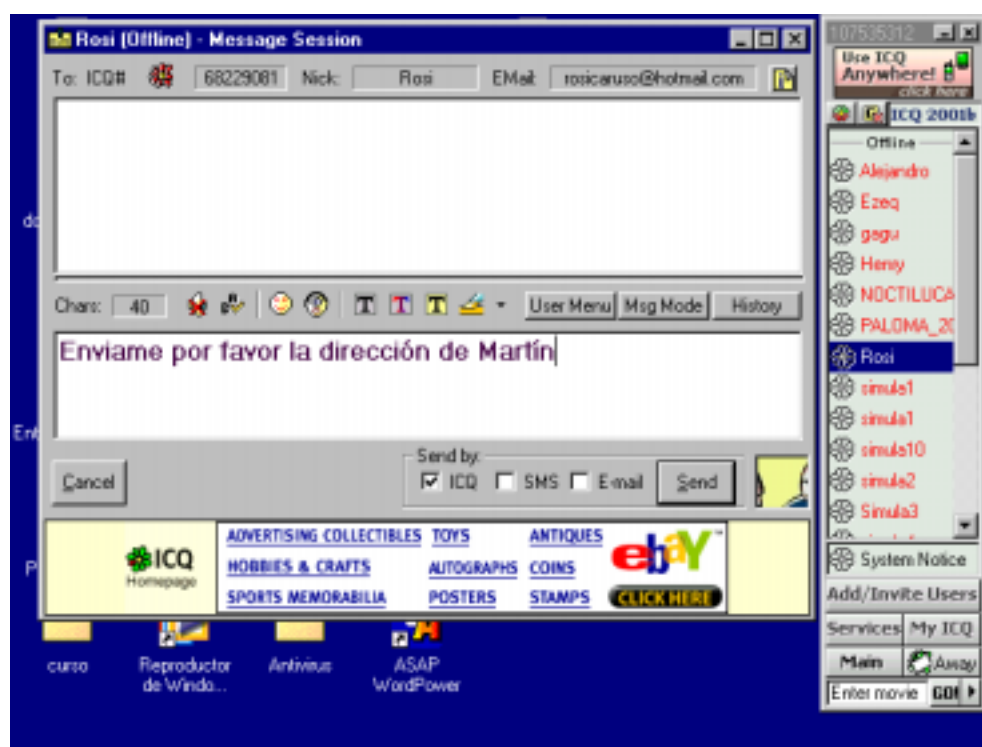 Rosi (Offline) - Message Session
To: ICQ# 68229081 Nick: Rosi EMail: rosicaruso@hotmail.com
Chars: 40 User Menu Msg Mode History
Enviame por favor la dirección de Martín
Send by:
Cancel ICQ SMS E-mail Send
ICQ
Homepage
ADVERTISING COLLECTIBLES TOYS ANTIQUES
HOBBIES & CRAFTS AUTOGRAPHS COINS
SPORTS MEMORABILIA POSTERS STAMPS
ebaY
CLICK HERE
107535312
Use ICQ
Anywhere!
click here
ICQ 2001b
Offline
Alejandro
Ezeq
gagu
Henry
NOCTILUCA
PALOMA_20
Rosi
simula1
simula1
simula10
simula2
Simula3
System Notice
Add/Invite Users
Services My ICQ
Main Away
Enter movie GO!
curso
Reproductor
de Windo...
Antivirus
ASAP
WordPower